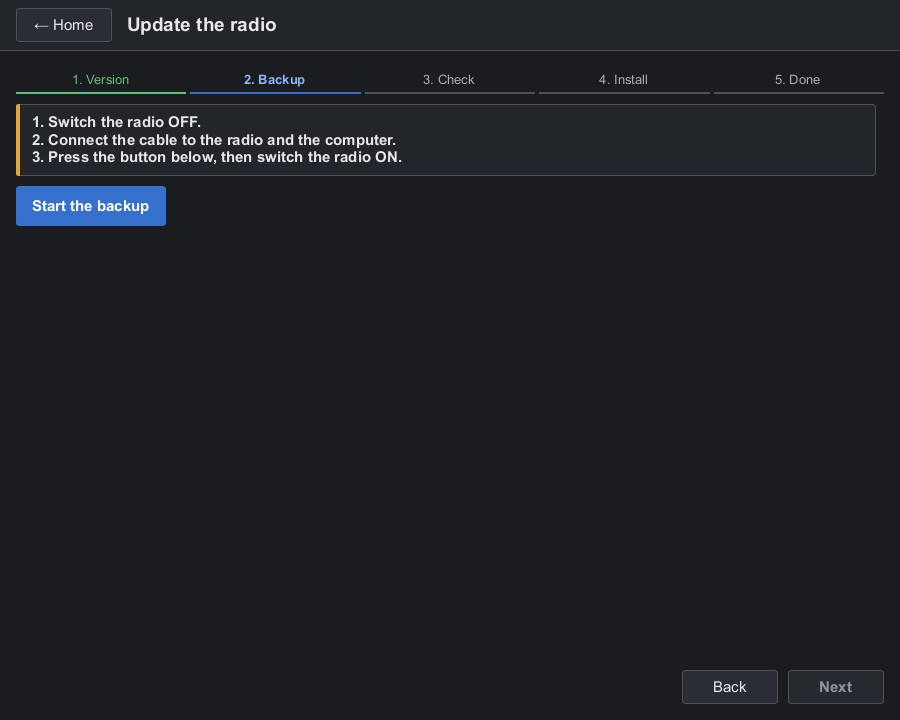 ← Home
Update the radio
1. Version
2. Backup
3. Check
4. Install
5. Done
1. Switch the radio OFF.
2. Connect the cable to the radio and the computer.
3. Press the button below, then switch the radio ON.
Start the backup
Back
Next